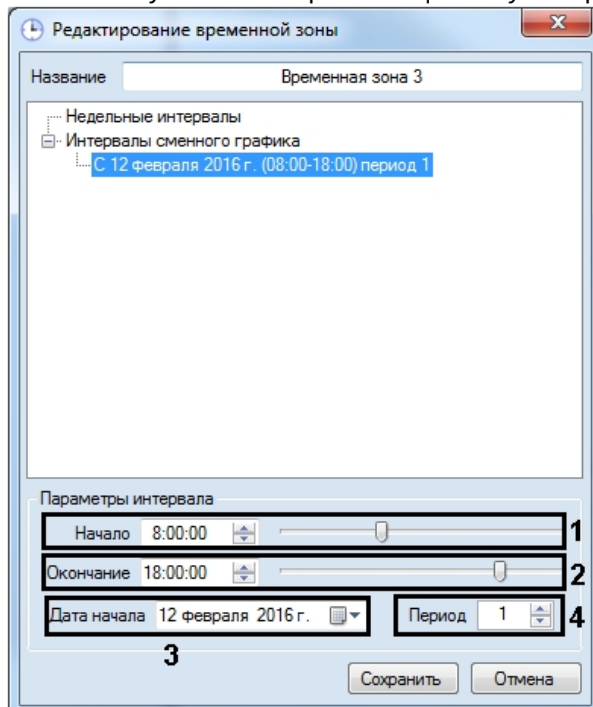 Редактирование временной зоны
Название Временная зона 3
Недельные интервалы
Интервалы сменного графика
С 12 февраля 2016 г. (08:00-18:00) период 1
Параметры интервала
Начало 8:00:00 1
Окончание 18:00:00 2
Дата начала 12 февраля 2016 г. Период 1 4
3
Сохранить Отмена